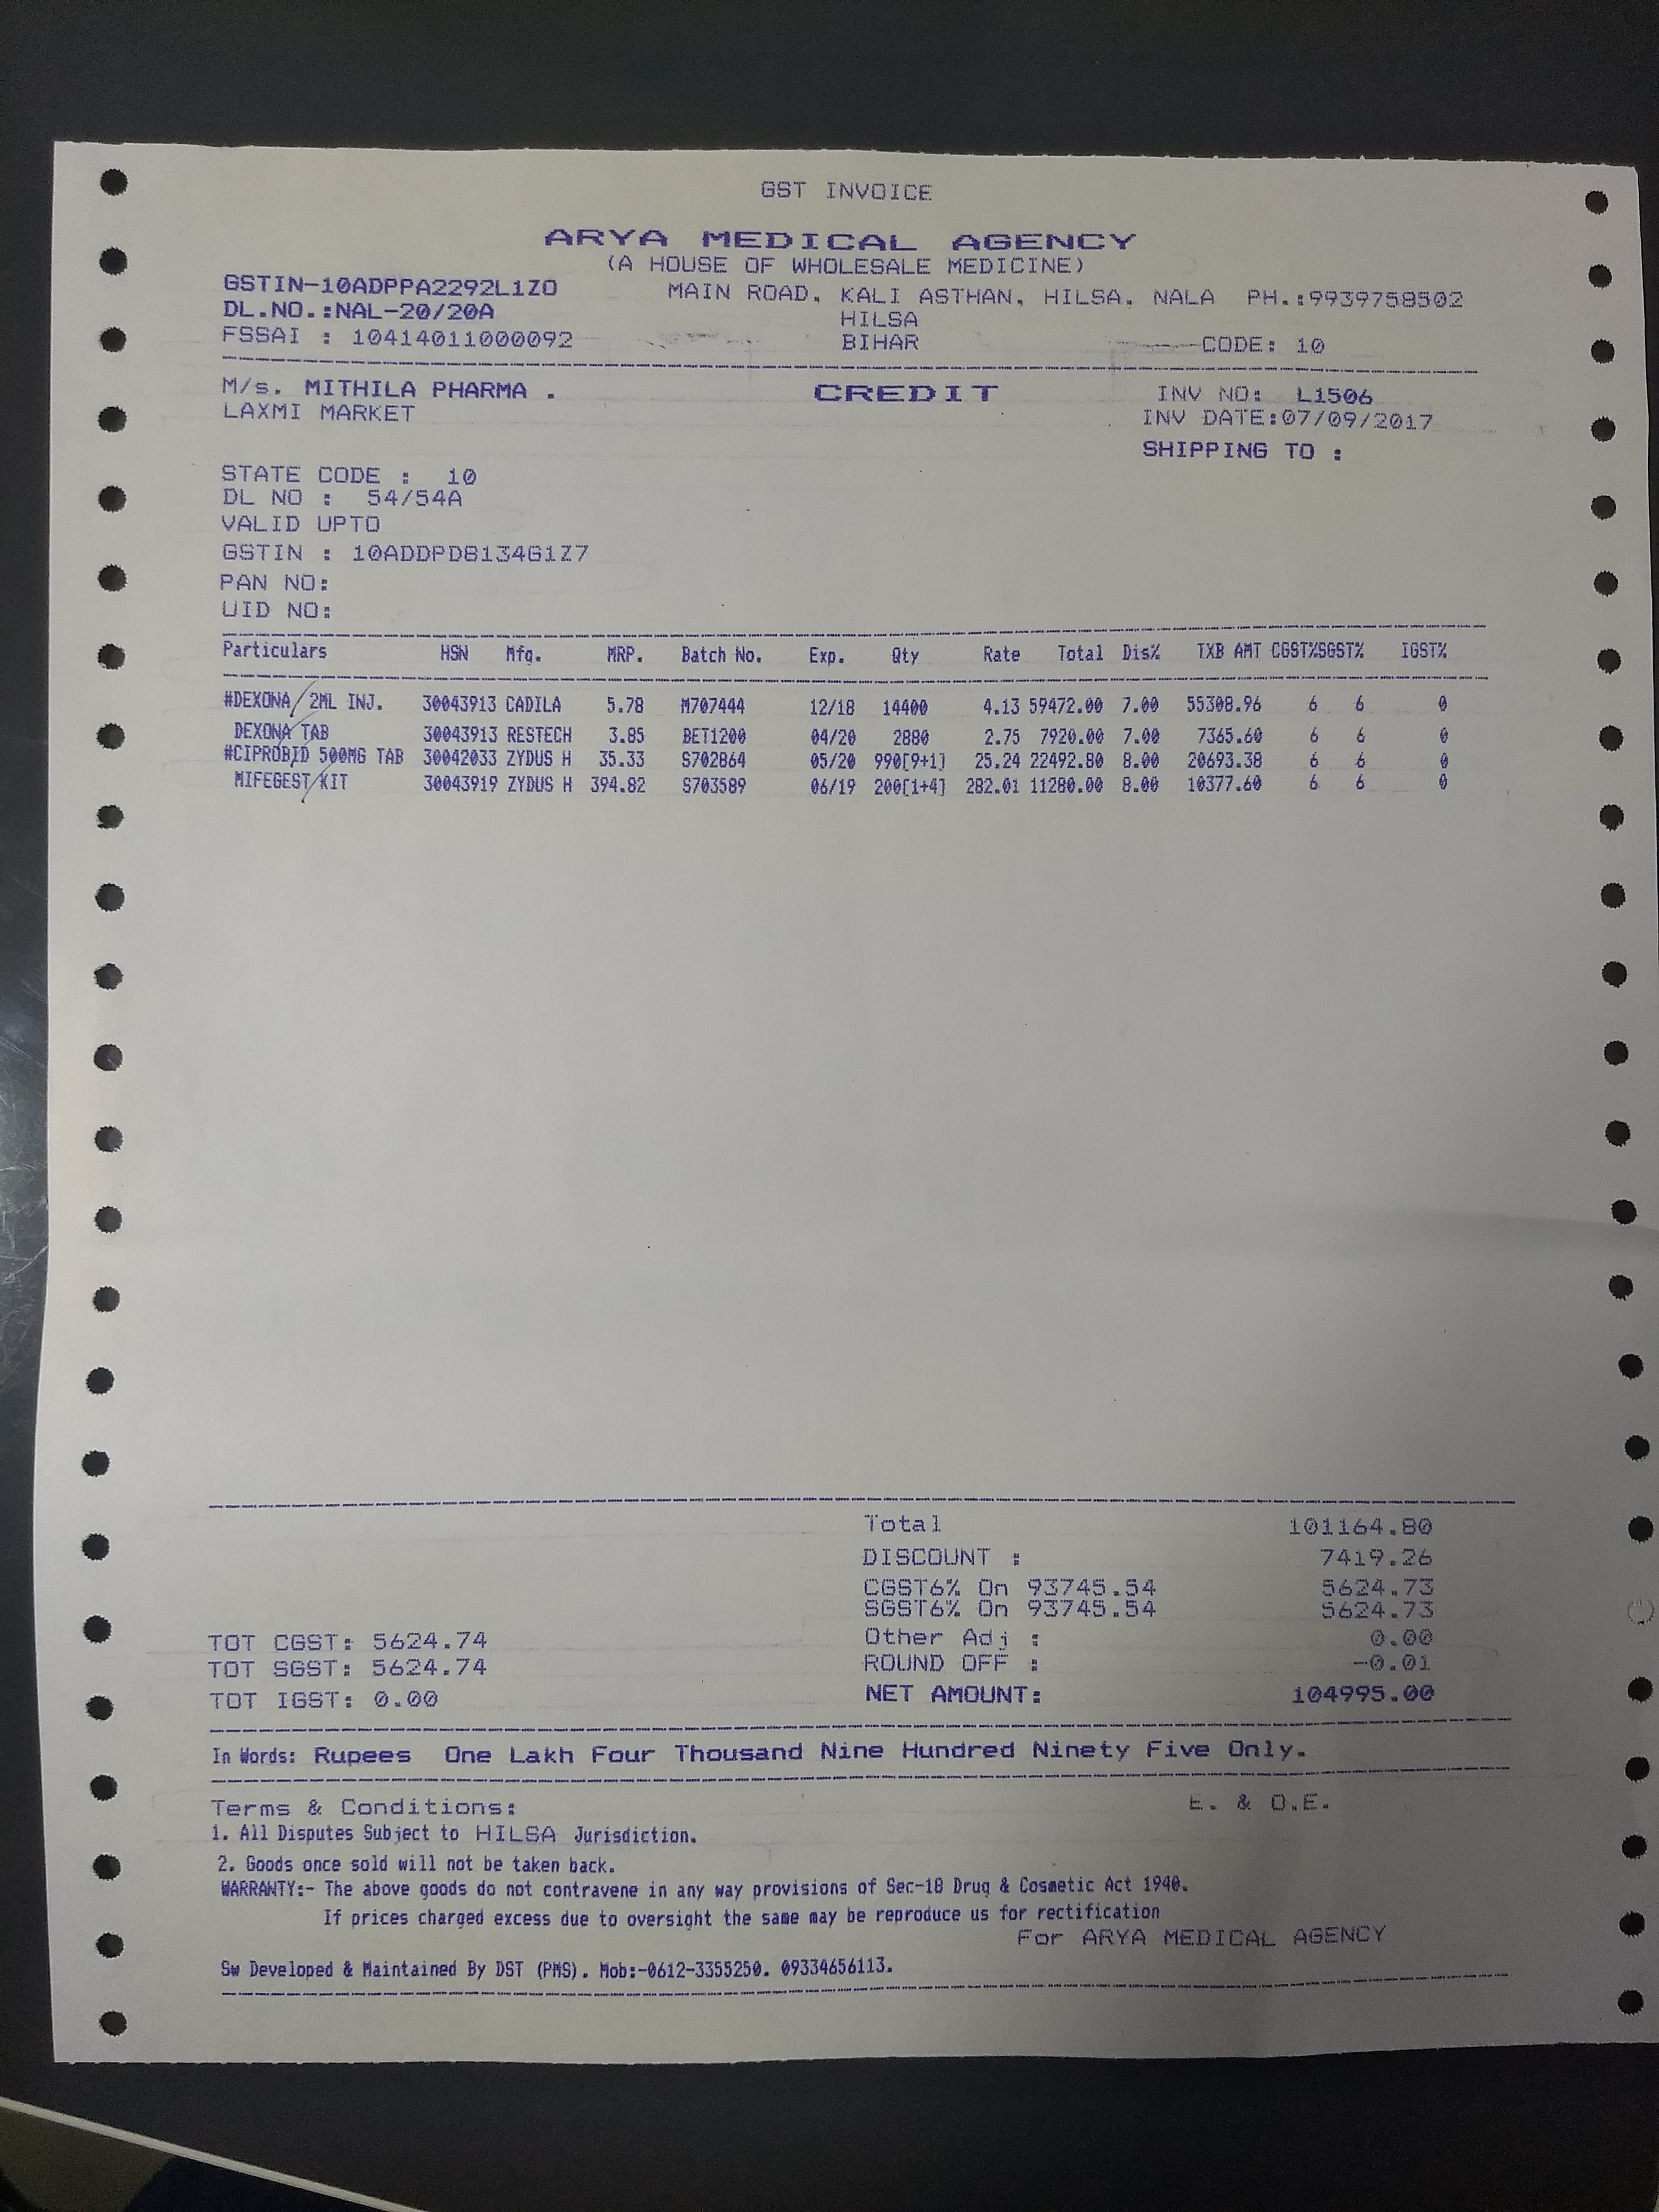 GST INVOICE
ARYA MEDICAL AGENCY
(A HOUSE OF WHOLESALE MEDICINE)
GSTIN-10ADPPA2292L1ZO MAIN ROAD, KALI ASTHAN, HILSA, NALA PH.:9939758502
DL.NO.:NAL-20/20A HILSA
FSSAI : 10414011000092 BIHAR CODE: 10
M/s. MITHILA PHARMA . CREDIT INV NO: L1506
LAXMI MARKET INV DATE:07/09/2017
SHIPPING TO :
STATE CODE : 10
DL NO : 54/54A
VALID UPTO
GSTIN : 10ADDPD8134G1Z7
PAN NO:
UID NO:
Particulars HSN Mfg. MRP. Batch No. Exp. Qty Rate Total Dis% TXB AMT CGST%SGST% IGST%
#DEXONA 2ML INJ. 30043913 CADILA 5.78 M707444 12/18 14400 4.13 59472.00 7.00 55308.96 6 6 0
DEXONA TAB 30043913 RESTECH 3.85 BET1200 04/20 2880 2.75 7920.00 7.00 7365.60 6 6 0
#CIPROBID 500MG TAB 30042033 ZYDUS H 35.33 S702864 05/20 990[9+1] 25.24 22492.80 8.00 20693.38 6 6 0
MIFEGEST KIT 30043919 ZYDUS H 394.82 S703589 06/19 200[1+4] 282.01 11280.00 8.00 10377.60 6 6 0
Total 101164.80
DISCOUNT : 7419.26
CGST6% On 93745.54 5624.73
SGST6% On 93745.54 5624.73
TOT CGST: 5624.74 Other Adj : 0.00
TOT SGST: 5624.74 ROUND OFF : -0.01
TOT IGST: 0.00 NET AMOUNT: 104995.00
In Words: Rupees One Lakh Four Thousand Nine Hundred Ninety Five Only.
Terms & Conditions: E. & O.E.
1. All Disputes Subject to HILSA Jurisdiction.
2. Goods once sold will not be taken back.
WARRANTY:- The above goods do not contravene in any way provisions of Sec-18 Drug & Cosmetic Act 1940.
If prices charged excess due to oversight the same may be reproduce us for rectification
For ARYA MEDICAL AGENCY
Sw Developed & Maintained By DST (PMS). Mob:-0612-3355250. 09334656113.